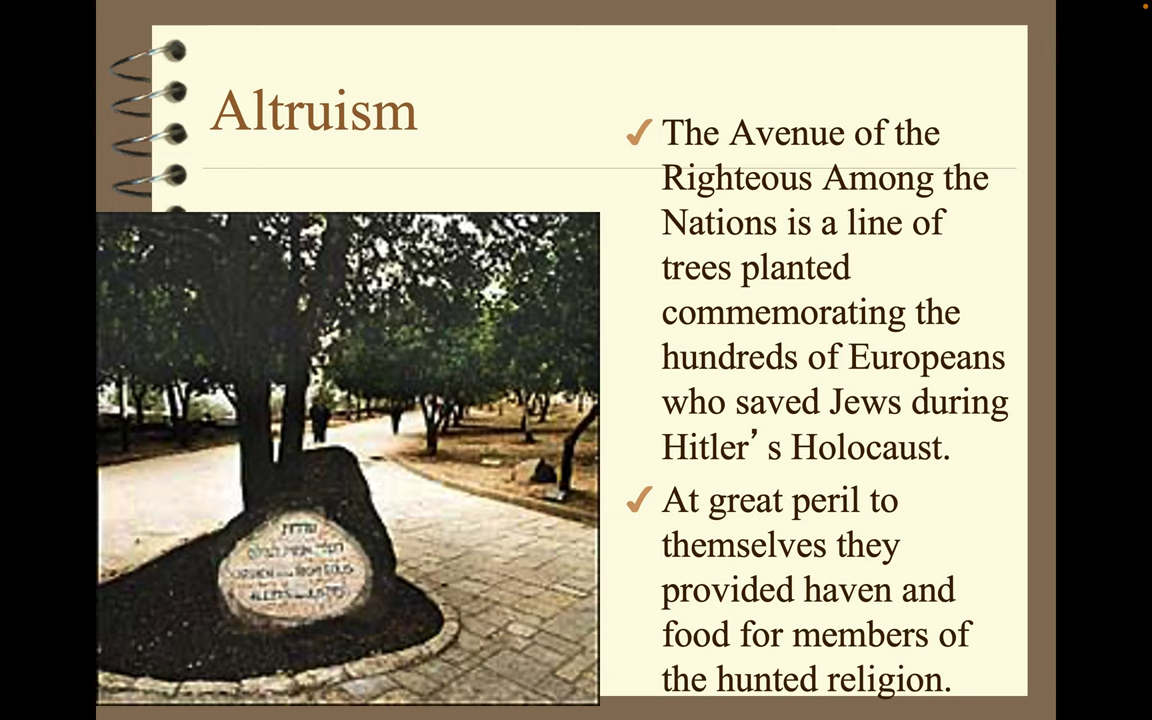 Altruism
✔ The Avenue of the
Righteous Among the
Nations is a line of
trees planted
commemorating the
hundreds of Europeans
who saved Jews during
Hitler’s Holocaust.
✔ At great peril to
themselves they
provided haven and
food for members of
the hunted religion.